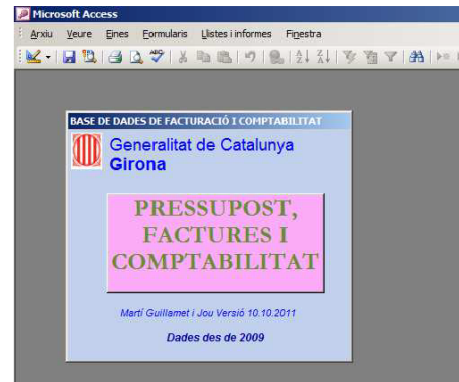 Microsoft Access
Arxiu Veure Eines Formularis Llistes i informes Finestra
BASE DE DADES DE FACTURACIÓ I COMPTABILITAT
Generalitat de Catalunya
Girona
PRESSUPOST,
FACTURES I
COMPTABILITAT
Martí Guillamet i Jou Versió 10.10.2011
Dades des de 2009